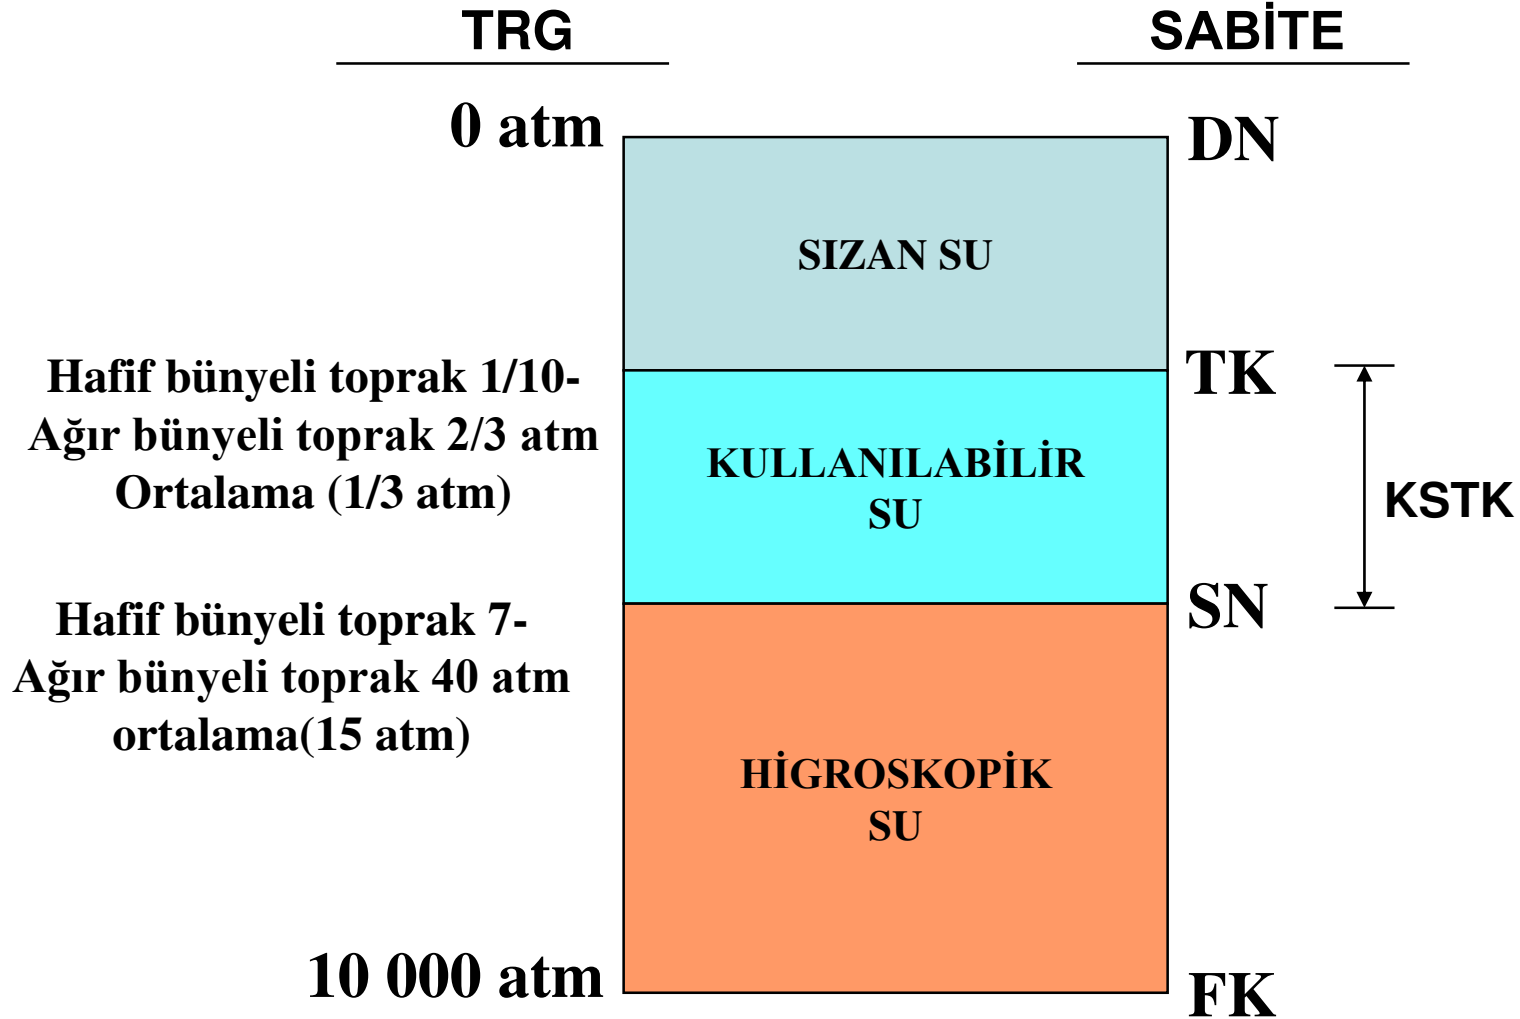 TRG
SABİTE
0 atm
DN
SIZAN SU
Hafif bünyeli toprak 1/10-
Ağır bünyeli toprak 2/3 atm
Ortalama (1/3 atm)
TK
KULLANILABİLİR
SU
KSTK
Hafif bünyeli toprak 7-
Ağır bünyeli toprak 40 atm
ortalama(15 atm)
SN
HİGROSKOPİK
SU
10 000 atm
FK